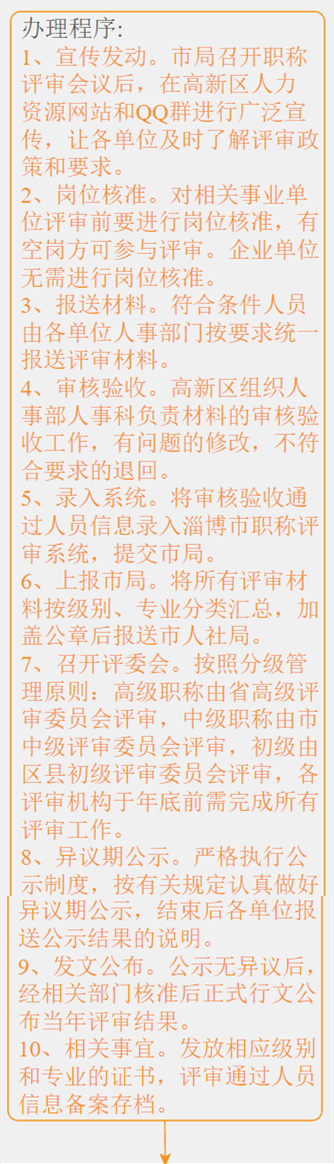 办理程序:
1、宣传发动。市局召开职称
评审会议后，在高新区人力
资源网站和QQ群进行广泛宣
传，让各单位及时了解评审政
策和要求。
2、岗位核准。对相关事业单
位评审前要进行岗位核准，有
空岗方可参与评审。企业单位
无需进行岗位核准。
3、报送材料。符合条件人员
由各单位人事部门按要求统一
报送评审材料。
4、审核验收。高新区组织人
事部人事科负责材料的审核验
收工作，有问题的修改，不符
合要求的退回。
5、录入系统。将审核验收通
过人员信息录入淄博市职称评
审系统，提交市局。
6、上报市局。将所有评审材
料按级别、专业分类汇总，加
盖公章后报送市人社局。
7、召开评委会。按照分级管
理原则：高级职称由省高级评
审委员会评审，中级职称由市
中级评审委员会评审，初级由
区县初级评审委员会评审，各
评审机构于年底前需完成所有
评审工作。
8、异议期公示。严格执行公
示制度，按有关规定认真做好
异议期公示，结束后各单位报
送公示结果的说明。
9、发文公布。公示无异议后，
经相关部门核准后正式行文公
布当年评审结果。
10、相关事宜。发放相应级别
和专业的证书，评审通过人员
信息备案存档。